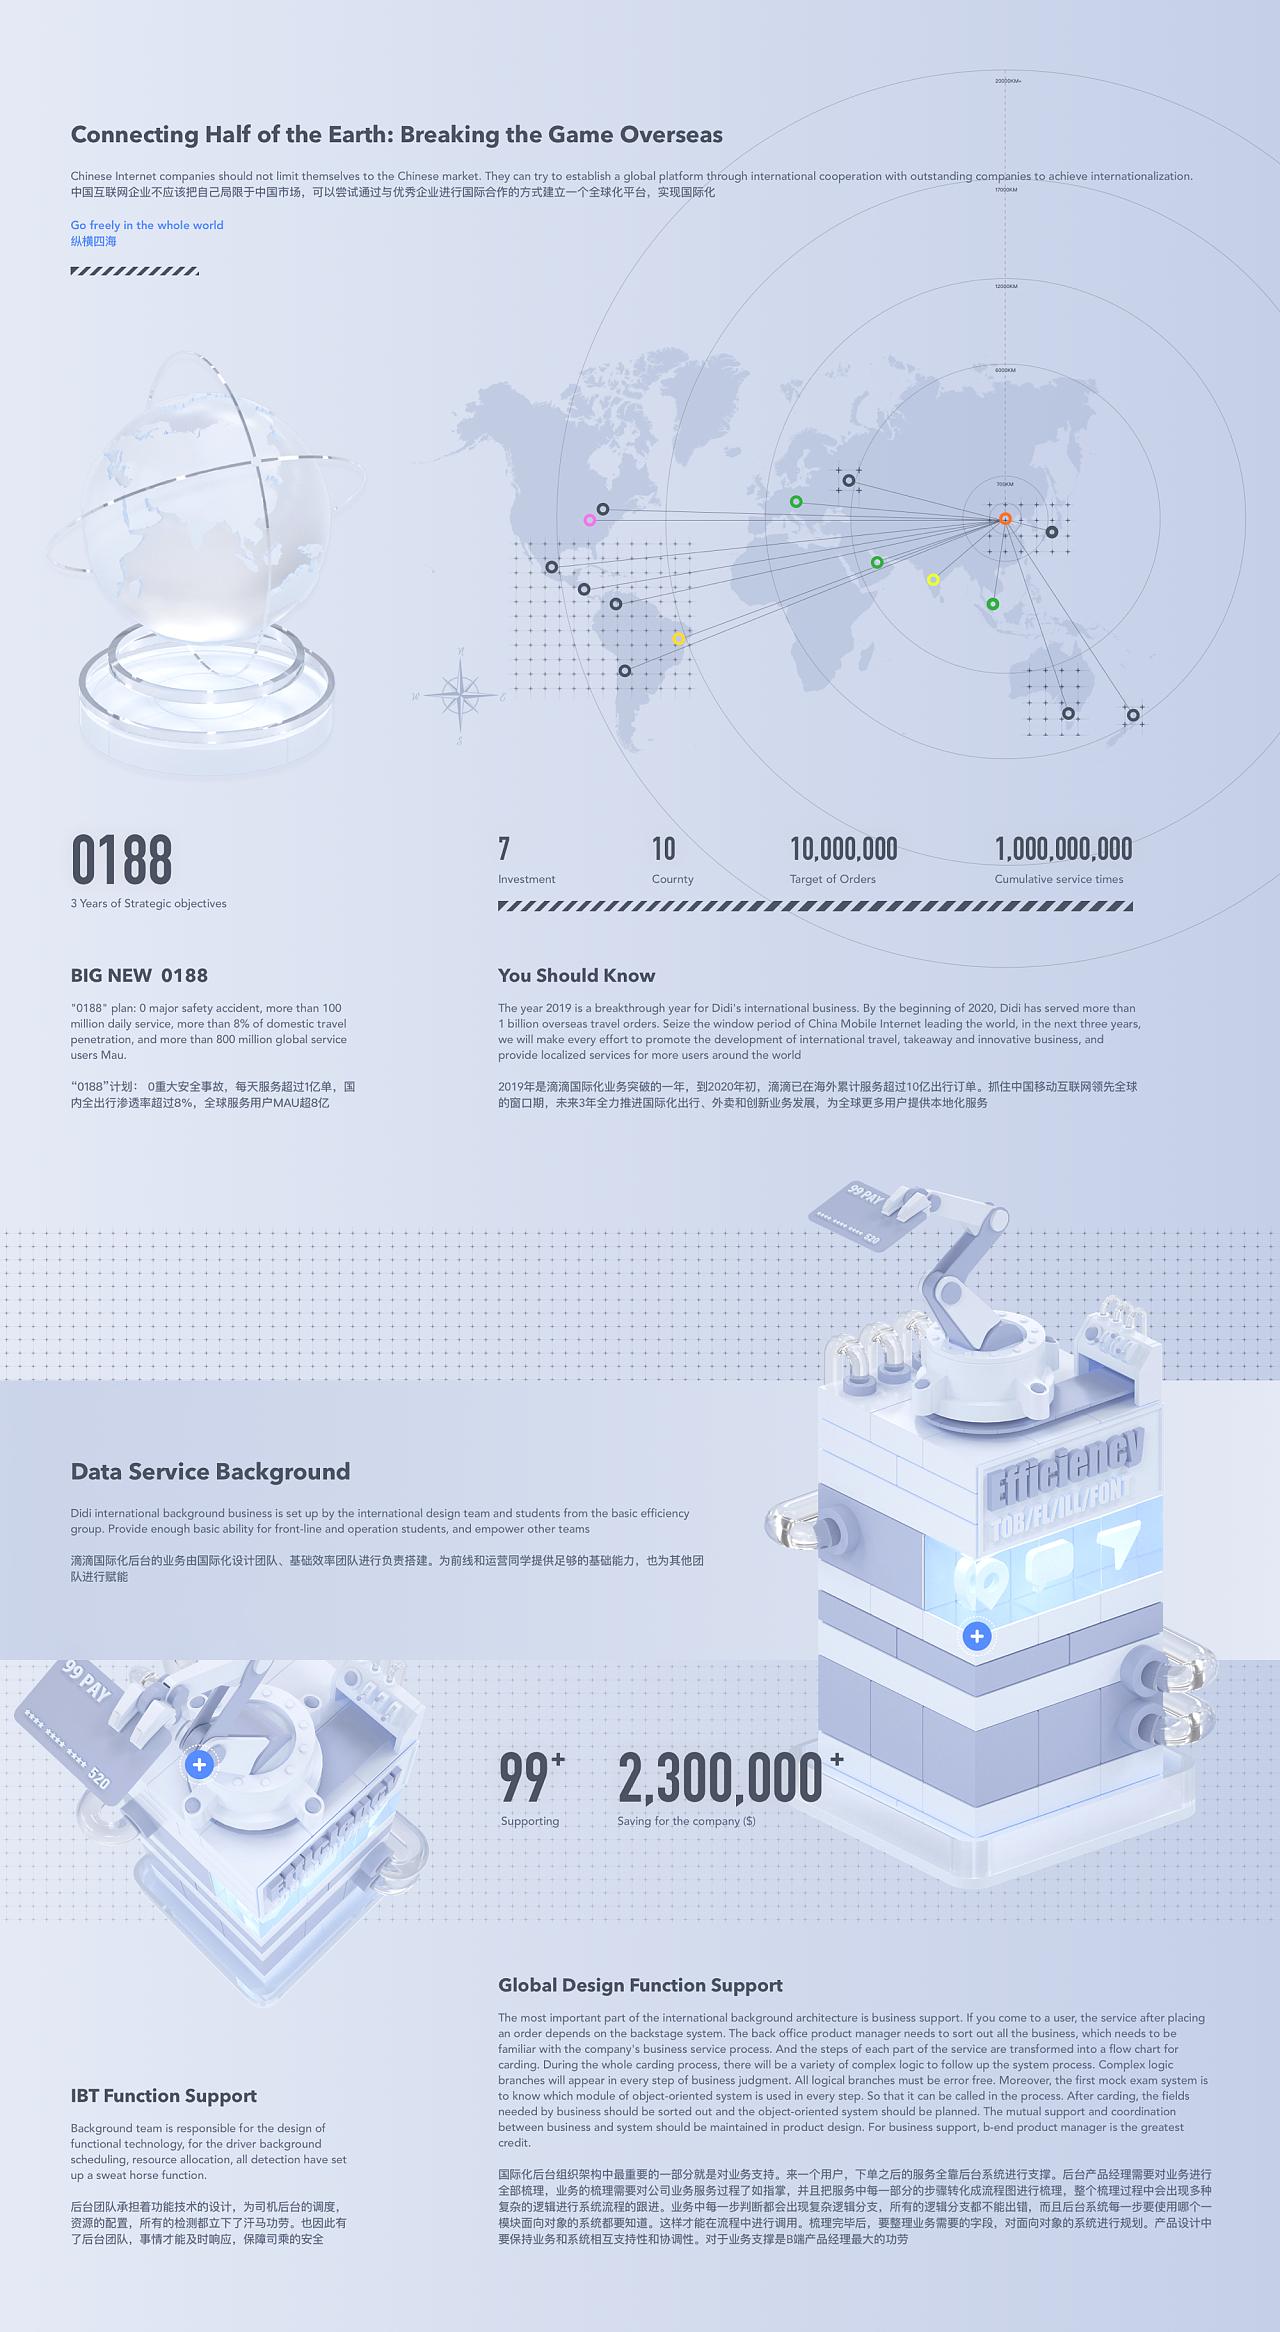 20000KM+
Connecting Half of the Earth: Breaking the Game Overseas
Chinese Internet companies should not limit themselves to the Chinese market. They can try to establish a global platform through international cooperation with outstanding companies to achieve internationalization.
中国互联网企业不应该把自己局限于中国市场，可以尝试通过与优秀企业进行国际合作的方式建立一个全球化平台，实现国际化
17000KM
Go freely in the whole world
纵横四海
12000KM
6000KM
700KM
N
W
E
S
0188
3 Years of Strategic objectives
7
Investment
10
Counrty
10,000,000
Target of Orders
1,000,000,000
Cumulative service times
BIG NEW 0188
"0188" plan: 0 major safety accident, more than 100
million daily service, more than 8% of domestic travel
penetration, and more than 800 million global service
users Mau.
“0188”计划： 0重大安全事故，每天服务超过1亿单，国
内全出行渗透率超过8%，全球服务用户MAU超8亿
You Should Know
The year 2019 is a breakthrough year for Didi's international business. By the beginning of 2020, Didi has served more than
1 billion overseas travel orders. Seize the window period of China Mobile Internet leading the world, in the next three years,
we will make every effort to promote the development of international travel, takeaway and innovative business, and
provide localized services for more users around the world
2019年是滴滴国际化业务突破的一年，到2020年初，滴滴已在海外累计服务超过10亿出行订单。抓住中国移动互联网领先全球
的窗口期，未来3年全力推进国际化出行、外卖和创新业务发展，为全球更多用户提供本地化服务
99 PAY
**** **** **** 520
Efficiency
TOB/FL/ILL/FONT
Data Service Background
Didi international background business is set up by the international design team and students from the basic efficiency
group. Provide enough basic ability for front-line and operation students, and empower other teams
滴滴国际化后台的业务由国际化设计团队、基础效率团队进行负责搭建。为前线和运营同学提供足够的基础能力，也为其他团
队进行赋能
99 PAY
**** **** **** 520
Efficiency
99+
Supporting
2,300,000+
Saving for the company ($)
Global Design Function Support
The most important part of the international background architecture is business support. If you come to a user, the service after placing
an order depends on the backstage system. The back office product manager needs to sort out all the business, which needs to be
familiar with the company's business service process. And the steps of each part of the service are transformed into a flow chart for
carding. During the whole carding process, there will be a variety of complex logic to follow up the system process. Complex logic
branches will appear in every step of business judgment. All logical branches must be error free. Moreover, the first mock exam system is
to know which module of object-oriented system is used in every step. So that it can be called in the process. After carding, the fields
needed by business should be sorted out and the object-oriented system should be planned. The mutual support and coordination
between business and system should be maintained in product design. For business support, b-end product manager is the greatest
credit.
国际化后台组织架构中最重要的一部分就是对业务支持。来一个用户，下单之后的服务全靠后台系统进行支撑。后台产品经理需要对业务进行
全部梳理，业务的梳理需要对公司业务服务过程了如指掌，并且把服务中每一部分的步骤转化成流程图进行梳理，整个梳理过程中会出现多种
复杂的逻辑进行系统流程的跟进。业务中每一步判断都会出现复杂逻辑分支，所有的逻辑分支都不能出错，而且后台系统每一步要使用哪个一
模块面向对象的系统都要知道。这样才能在流程中进行调用。梳理完毕后，要整理业务需要的字段，对面向对象的系统进行规划。产品设计中
要保持业务和系统相互支持性和协调性。对于业务支撑是B端产品经理最大的功劳
IBT Function Support
Background team is responsible for the design of
functional technology, for the driver background
scheduling, resource allocation, all detection have set
up a sweat horse function.
后台团队承担着功能技术的设计，为司机后台的调度，
资源的配置，所有的检测都立下了汗马功劳。也因此有
了后台团队，事情才能及时响应，保障司乘的安全